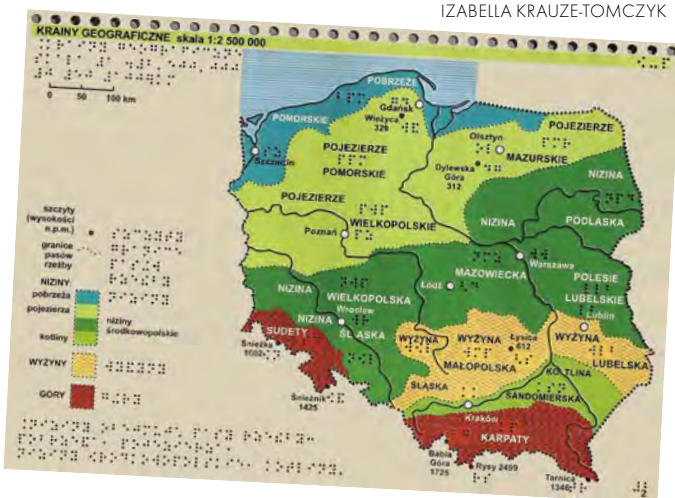 IZABELLA KRAUZE-TOMCZYK
KRAINY GEOGRAFICZNE skala 1:2 500 000
0 50 100 km
POBRZEŻE
Gdańsk
Wieżyca
329
POMORSKIE
Szczecin
POJEZIERZE
POMORSKIE
Olsztyn
POJEZIERZE
MAZURSKIE
Dylewska
Góra
312
NIZINA
PODLASKA
NIZINA
POJEZIERZE
WIELKOPOLSKIE
Poznań
szczyty
(wysokości
n.p.m.)
granice
pasów
rzeźby
NIZINY:
pobrzeża
pojezierza
niziny
środkowopolskie
kotliny
WYŻYNY
GÓRY
Warszawa
MAZOWIECKA
Łódź
NIZINA
WIELKOPOLSKA
Wrocław
NIZINA
ŚLĄSKA
POLESIE
LUBELSKIE
Lublin
WYŻYNA
LUBELSKA
SUDETY
Śnieżka
1602
Śnieżnik
1425
WYŻYNA
ŚLĄSKA
WYŻYNA
MAŁOPOLSKA
Łysica
612
KOTLINA
SANDOMIERSKA
Kraków
KARPATY
Babia
Góra
1725
Rysy 2499
Tarnica
1346
2